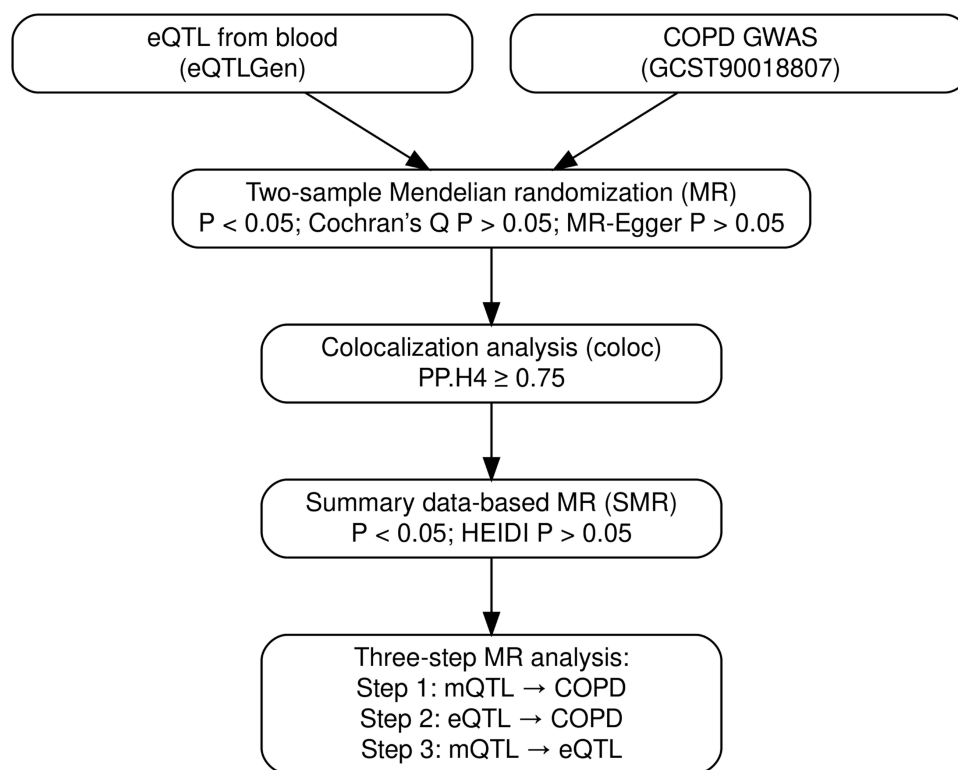 eQTL from blood
(eQTLGen)
COPD GWAS
(GCST90018807)
Two-sample Mendelian randomization (MR)
P < 0.05; Cochran’s Q P > 0.05; MR-Egger P > 0.05
Colocalization analysis (coloc)
PP.H4 ≥ 0.75
Summary data-based MR (SMR)
P < 0.05; HEIDI P > 0.05
Three-step MR analysis:
Step 1: mQTL → COPD
Step 2: eQTL → COPD
Step 3: mQTL → eQTL